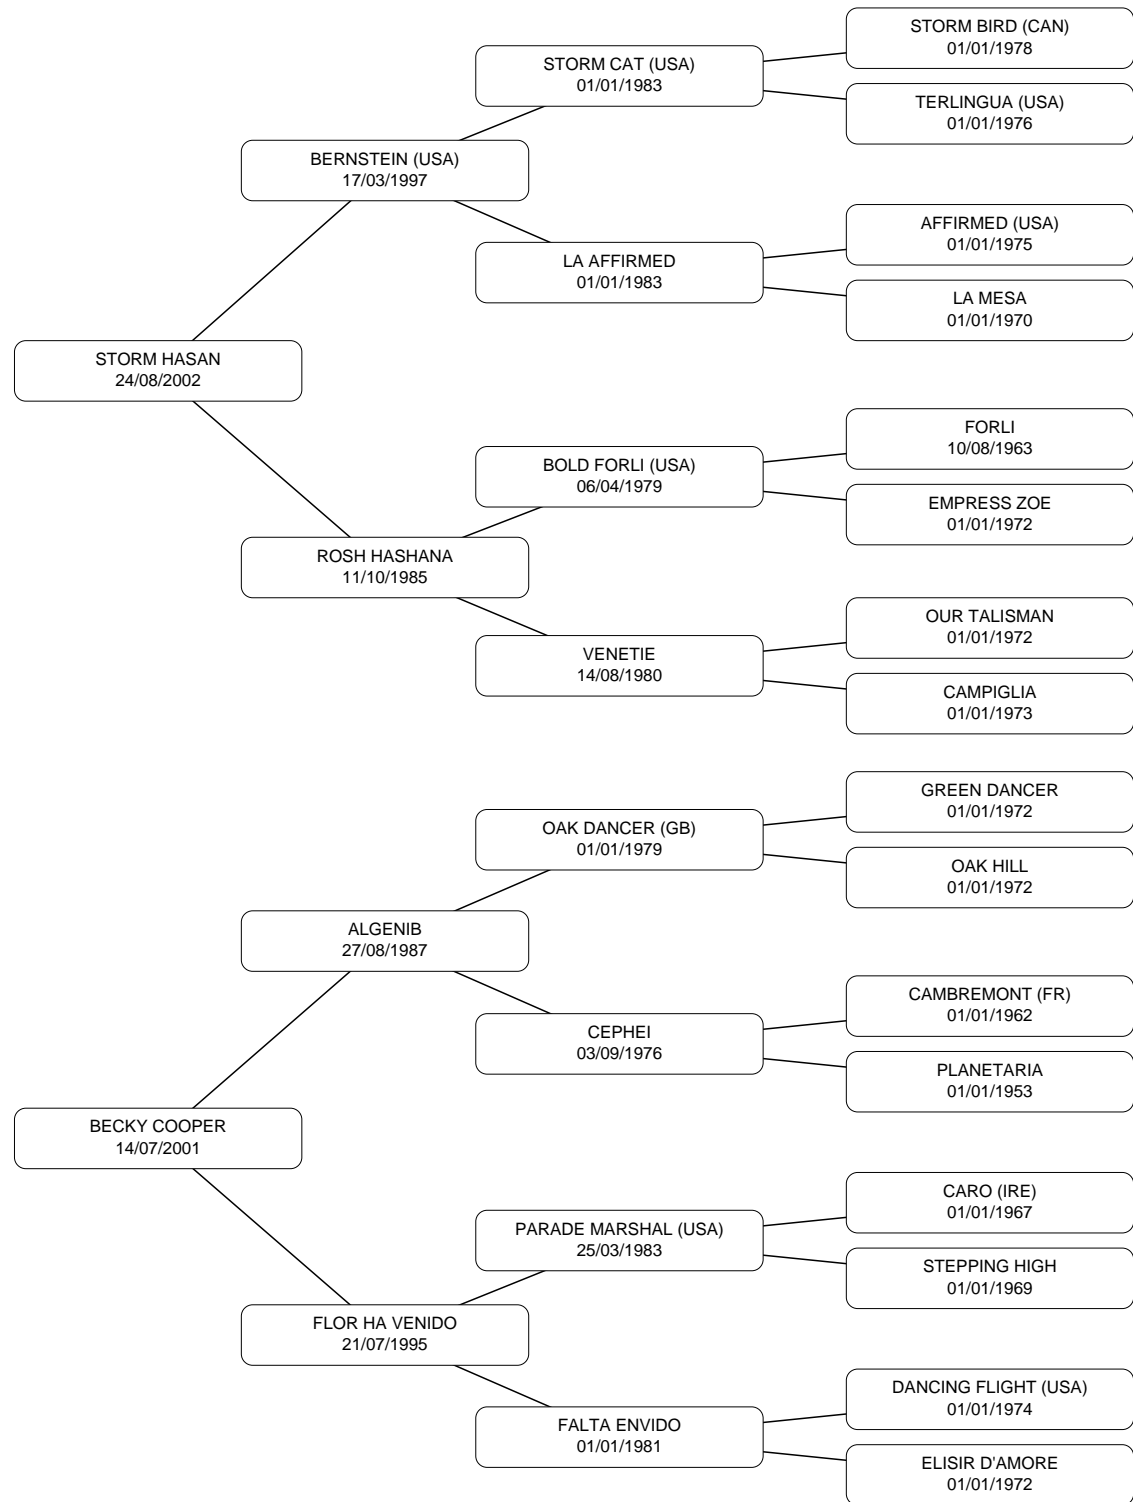 STORM BIRD (CAN)
01/01/1978
STORM CAT (USA)
01/01/1983
TERLINGUA (USA)
01/01/1976
BERNSTEIN (USA)
17/03/1997
AFFIRMED (USA)
01/01/1975
LA AFFIRMED
01/01/1983
LA MESA
01/01/1970
STORM HASAN
24/08/2002
FORLI
10/08/1963
BOLD FORLI (USA)
06/04/1979
EMPRESS ZOE
01/01/1972
ROSH HASHANA
11/10/1985
OUR TALISMAN
01/01/1972
VENETIE
14/08/1980
CAMPIGLIA
01/01/1973
GREEN DANCER
01/01/1972
OAK DANCER (GB)
01/01/1979
OAK HILL
01/01/1972
ALGENIB
27/08/1987
CAMBREMONT (FR)
01/01/1962
CEPHEI
03/09/1976
PLANETARIA
01/01/1953
BECKY COOPER
14/07/2001
CARO (IRE)
01/01/1967
PARADE MARSHAL (USA)
25/03/1983
STEPPING HIGH
01/01/1969
FLOR HA VENIDO
21/07/1995
DANCING FLIGHT (USA)
01/01/1974
FALTA ENVIDO
01/01/1981
ELISIR D'AMORE
01/01/1972